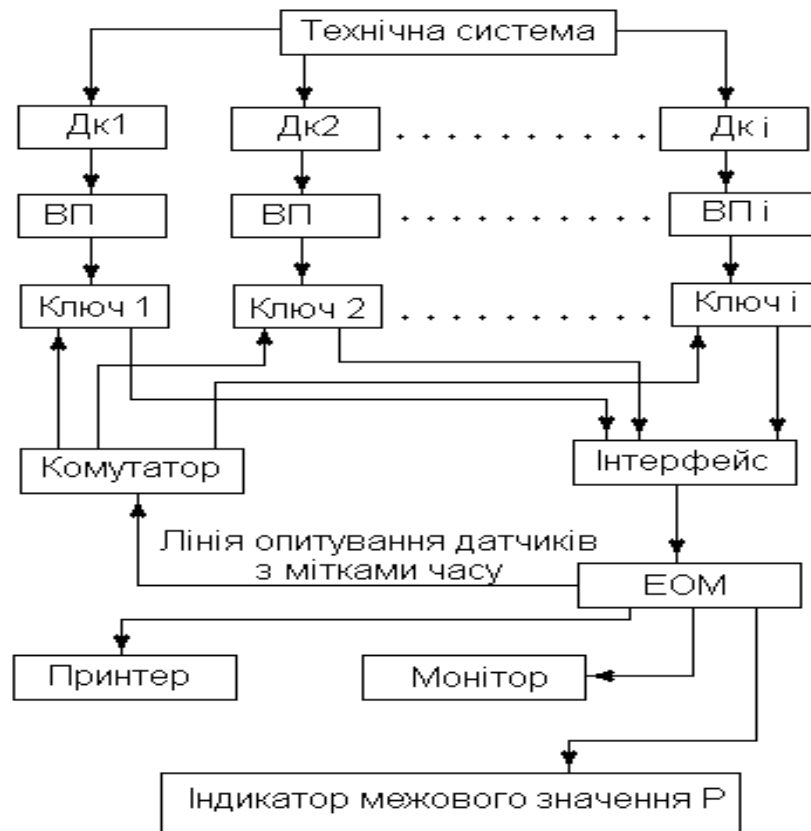 Технічна система
Дк1 Дк2 Дк i
ВП ВП ВП i
Ключ 1 Ключ 2 Ключ i
Комутатор Інтерфейс
Лінія опитування датчиків
з мітками часу
ЕОМ
Принтер Монітор
Індикатор межового значення Р